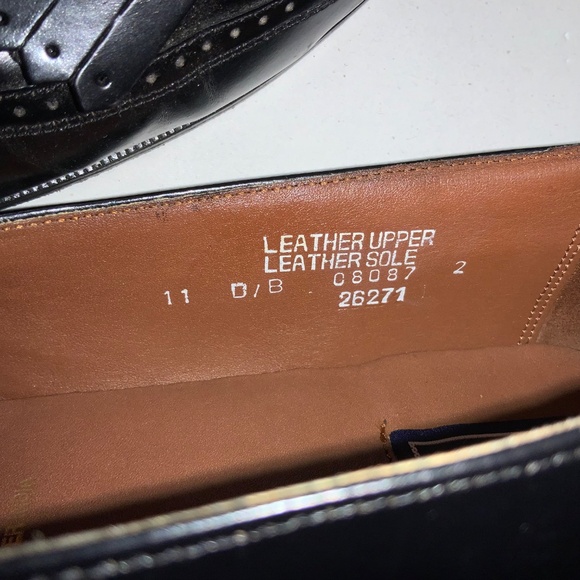 LEATHER UPPER
LEATHER SOLE
11 D/B C8087 2
26271